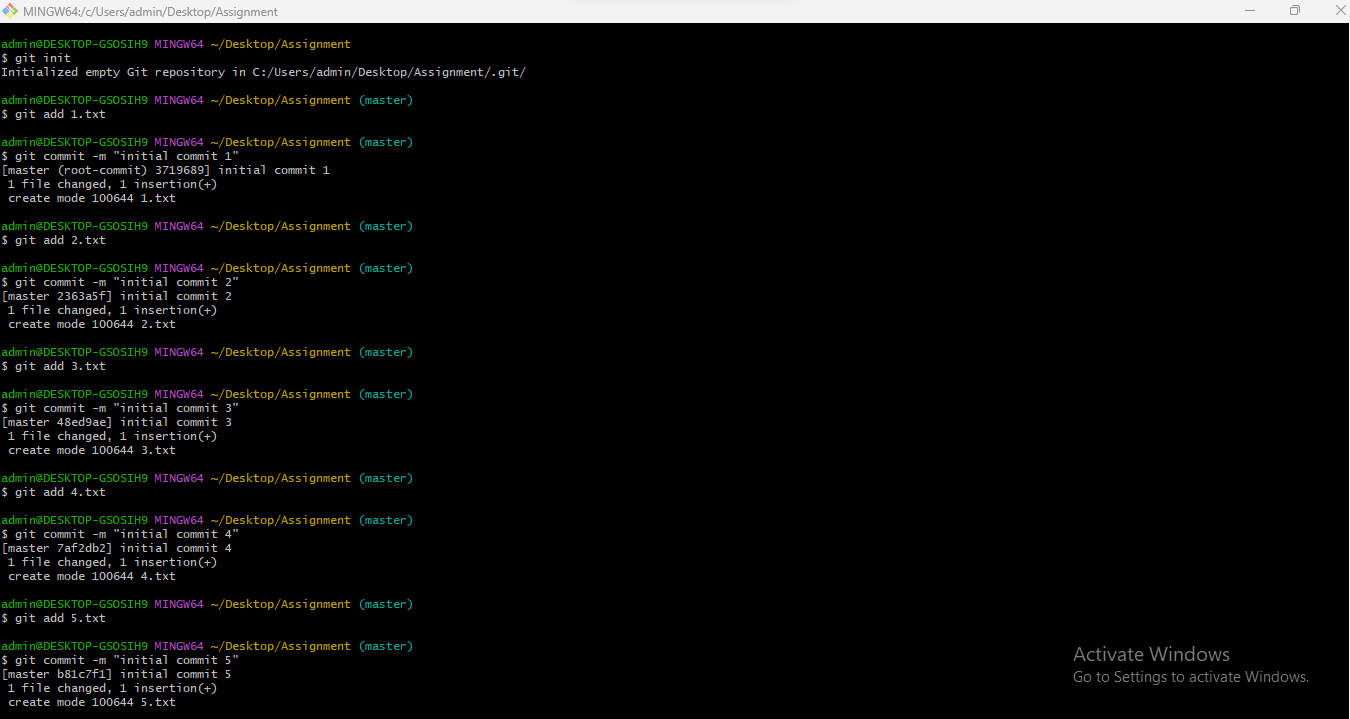 MINGW64:/c/Users/admin/Desktop/Assignment
admin@DESKTOP-GSOSIH9 MINGW64 ~/Desktop/Assignment
$ git init
Initialized empty Git repository in C:/Users/admin/Desktop/Assignment/.git/
admin@DESKTOP-GSOSIH9 MINGW64 ~/Desktop/Assignment (master)
$ git add 1.txt
admin@DESKTOP-GSOSIH9 MINGW64 ~/Desktop/Assignment (master)
$ git commit -m "initial commit 1"
[master (root-commit) 3719689] initial commit 1
 1 file changed, 1 insertion(+)
 create mode 100644 1.txt
admin@DESKTOP-GSOSIH9 MINGW64 ~/Desktop/Assignment (master)
$ git add 2.txt
admin@DESKTOP-GSOSIH9 MINGW64 ~/Desktop/Assignment (master)
$ git commit -m "initial commit 2"
[master 2363a5f] initial commit 2
 1 file changed, 1 insertion(+)
 create mode 100644 2.txt
admin@DESKTOP-GSOSIH9 MINGW64 ~/Desktop/Assignment (master)
$ git add 3.txt
admin@DESKTOP-GSOSIH9 MINGW64 ~/Desktop/Assignment (master)
$ git commit -m "initial commit 3"
[master 48ed9ae] initial commit 3
 1 file changed, 1 insertion(+)
 create mode 100644 3.txt
admin@DESKTOP-GSOSIH9 MINGW64 ~/Desktop/Assignment (master)
$ git add 4.txt
admin@DESKTOP-GSOSIH9 MINGW64 ~/Desktop/Assignment (master)
$ git commit -m "initial commit 4"
[master 7af2db2] initial commit 4
 1 file changed, 1 insertion(+)
 create mode 100644 4.txt
admin@DESKTOP-GSOSIH9 MINGW64 ~/Desktop/Assignment (master)
$ git add 5.txt
admin@DESKTOP-GSOSIH9 MINGW64 ~/Desktop/Assignment (master)
$ git commit -m "initial commit 5"
[master b81c7f1] initial commit 5
 1 file changed, 1 insertion(+)
 create mode 100644 5.txt
Activate Windows
Go to Settings to activate Windows.